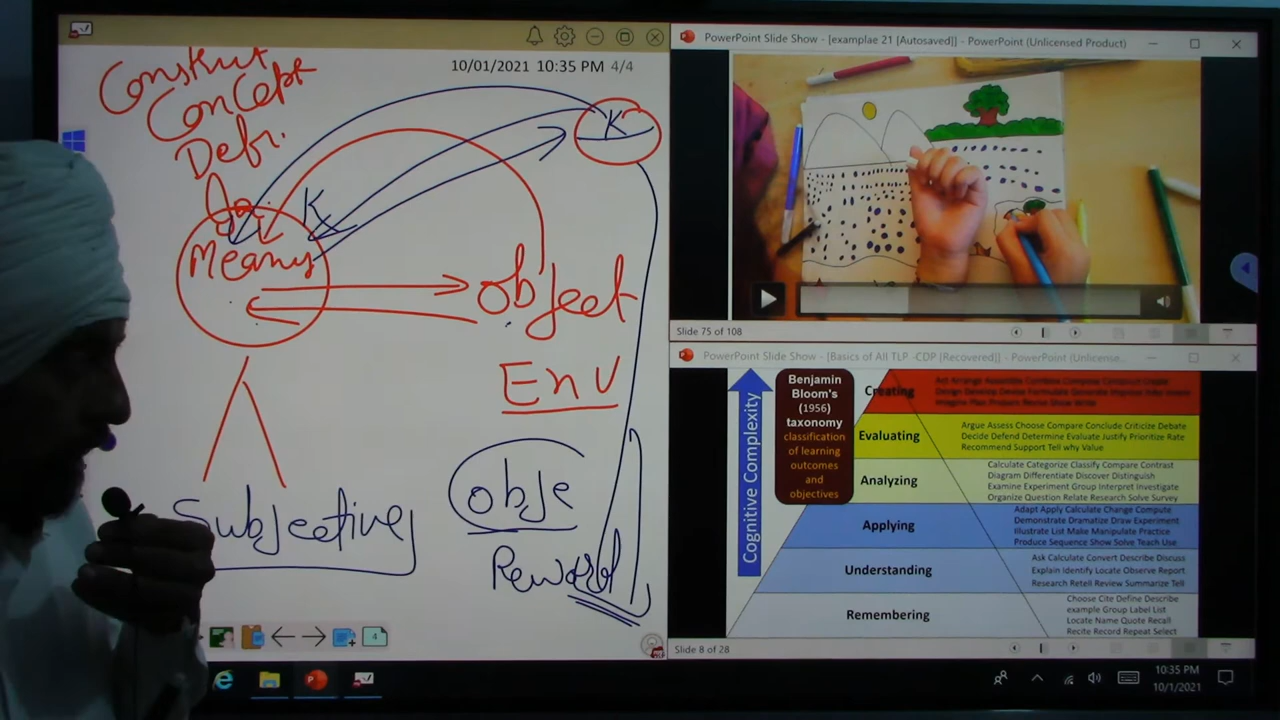 10/01/2021 10:35 PM 4/4
Construct
Concept
Defi.
K
K
Meany
object
Env
Subjective
obje
Reward
4
PowerPoint Slide Show - [examplae 21 [Autosaved]] - PowerPoint (Unlicensed Product)
Slide 75 of 108
PowerPoint Slide Show - [Basics of All TLP -CDP [Recovered]] - PowerPoint (Unlicense...
Cognitive Complexity
Benjamin
Bloom's
(1956)
taxonomy
classification
of learning
outcomes
and
objectives
Creating
Evaluating
Argue Assess Choose Compare Conclude Criticize Debate
Decide Defend Determine Evaluate Justify Prioritize Rate
Recommend Support Tell why Value
Analyzing
Calculate Categorize Classify Compare Contrast
Diagram Differentiate Discover Distinguish
Examine Experiment Group Interpret Investigate
Organize Question Relate Research Solve Survey
Applying
Adapt Apply Calculate Change Compute
Demonstrate Dramatize Draw Experiment
Illustrate List Make Manipulate Practice
Produce Sequence Show Solve Teach Use
Understanding
Ask Calculate Convert Describe Discuss
Explain Identify Locate Observe Report
Research Retell Review Summarize Tell
Remembering
Choose Cite Define Describe
example Group Label List
Locate Name Quote Recall
Recite Record Repeat Select
Slide 8 of 28
10:35 PM
10/1/2021